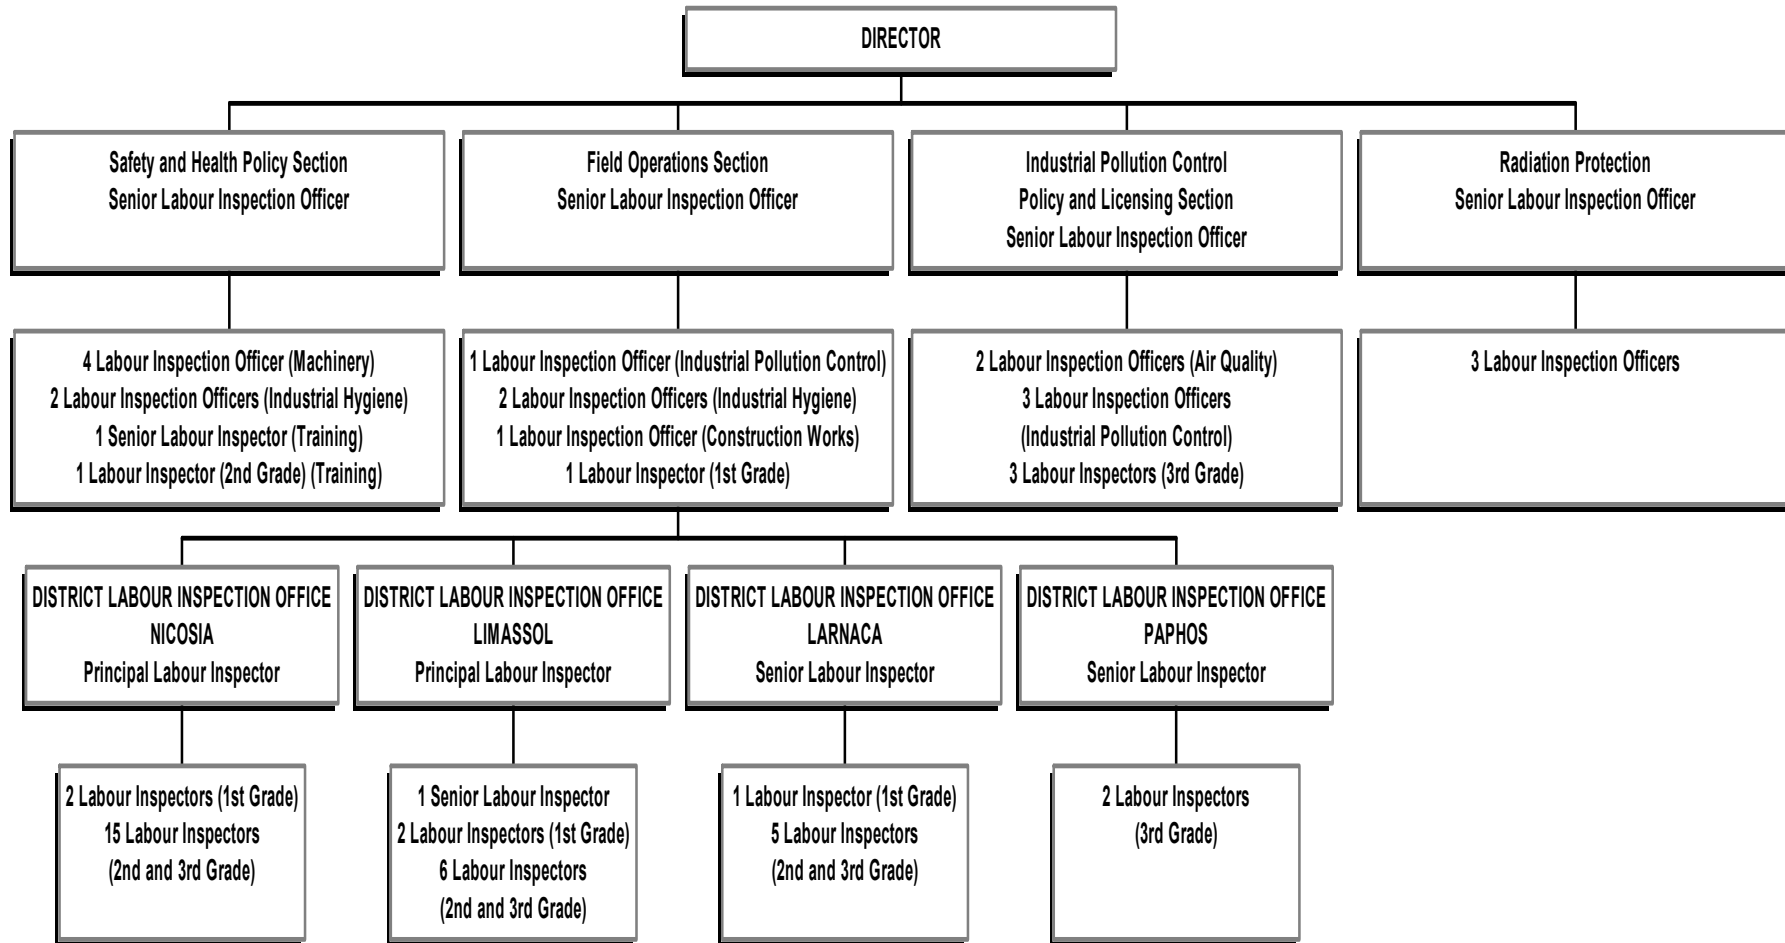 DIRECTOR
Safety and Health Policy Section
Senior Labour Inspection Officer
Field Operations Section
Senior Labour Inspection Officer
Industrial Pollution Control
Policy and Licensing Section
Senior Labour Inspection Officer
Radiation Protection
Senior Labour Inspection Officer
4 Labour Inspection Officer (Machinery)
2 Labour Inspection Officers (Industrial Hygiene)
1 Senior Labour Inspector (Training)
1 Labour Inspector (2nd Grade) (Training)
1 Labour Inspection Officer (Industrial Pollution Control)
2 Labour Inspection Officers (Industrial Hygiene)
1 Labour Inspection Officer (Construction Works)
1 Labour Inspector (1st Grade)
2 Labour Inspection Officers (Air Quality)
3 Labour Inspection Officers
(Industrial Pollution Control)
3 Labour Inspectors (3rd Grade)
3 Labour Inspection Officers
DISTRICT LABOUR INSPECTION OFFICE
NICOSIA
Principal Labour Inspector
DISTRICT LABOUR INSPECTION OFFICE
LIMASSOL
Principal Labour Inspector
DISTRICT LABOUR INSPECTION OFFICE
LARNACA
Senior Labour Inspector
DISTRICT LABOUR INSPECTION OFFICE
PAPHOS
Senior Labour Inspector
2 Labour Inspectors (1st Grade)
15 Labour Inspectors
(2nd and 3rd Grade)
1 Senior Labour Inspector
2 Labour Inspectors (1st Grade)
6 Labour Inspectors
(2nd and 3rd Grade)
1 Labour Inspector (1st Grade)
5 Labour Inspectors
(2nd and 3rd Grade)
2 Labour Inspectors
(3rd Grade)